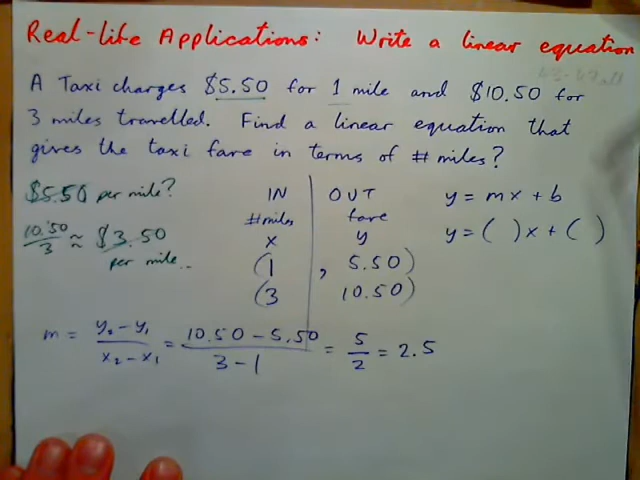 Real-life Applications: Write a linear equation
A Taxi charges $5.50 for 1 mile and $10.50 for
3 miles travelled. Find a linear equation that
gives the taxi fare in terms of # miles?
$5.50 per mile?
10.50/3 ≈ $3.50
per mile..
IN OUT
#miles fare
x y
(1 , 5.50)
(3 10.50)
y = mx + b
y = ( )x + ( )
m = y₂ - y₁ / x₂ - x₁ = 10.50 - 5.50 / 3 - 1 = 5/2 = 2.5